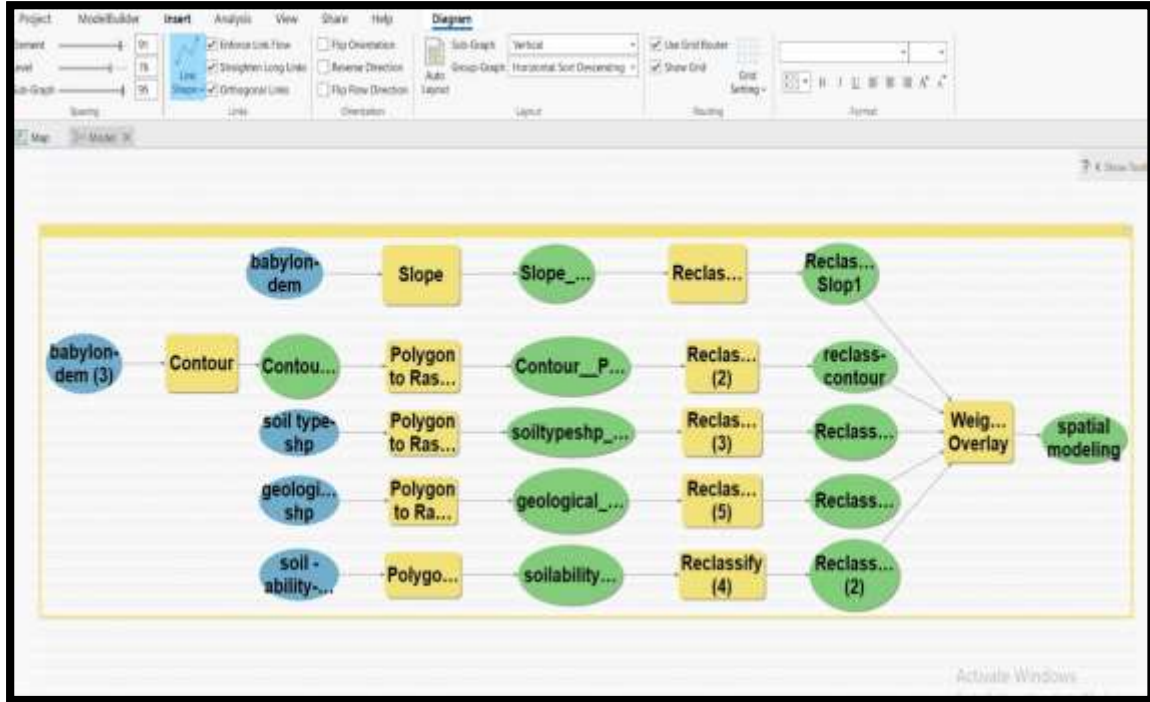 Project ModelBuilder Insert Analysis View Share Help Diagram
91
Enforce Link Flow
Flip Orientation
Sub-Graph Vertical
Use Grid Router
Straighten Long Links
Reverse Direction
Group Graph Horizontal Sort Descending
Show Grid
Link
Shape
Orthogonal Links
Flip Flow Direction
Auto
Layout
Grid
Setting
Spacing Links Orientation Layout Routing Format
Map Model
babylon-
dem
Slope
Slope_...
Reclas...
Reclas...
Slop1
babylon-
dem (3)
Contour
Contou...
Polygon
to Ras...
Contour__P...
Reclas...
(2)
reclass-
contour
soil type-
shp
Polygon
to Ras...
soiltypeshp_...
Reclas...
(3)
Reclass...
Weig...
Overlay
spatial
modeling
geologi...
shp
Polygon
to Ra...
geological_...
Reclas...
(5)
Reclass...
soil -
ability-...
Polygo...
soilability...
Reclassify
(4)
Reclass...
(2)
Activate Windows